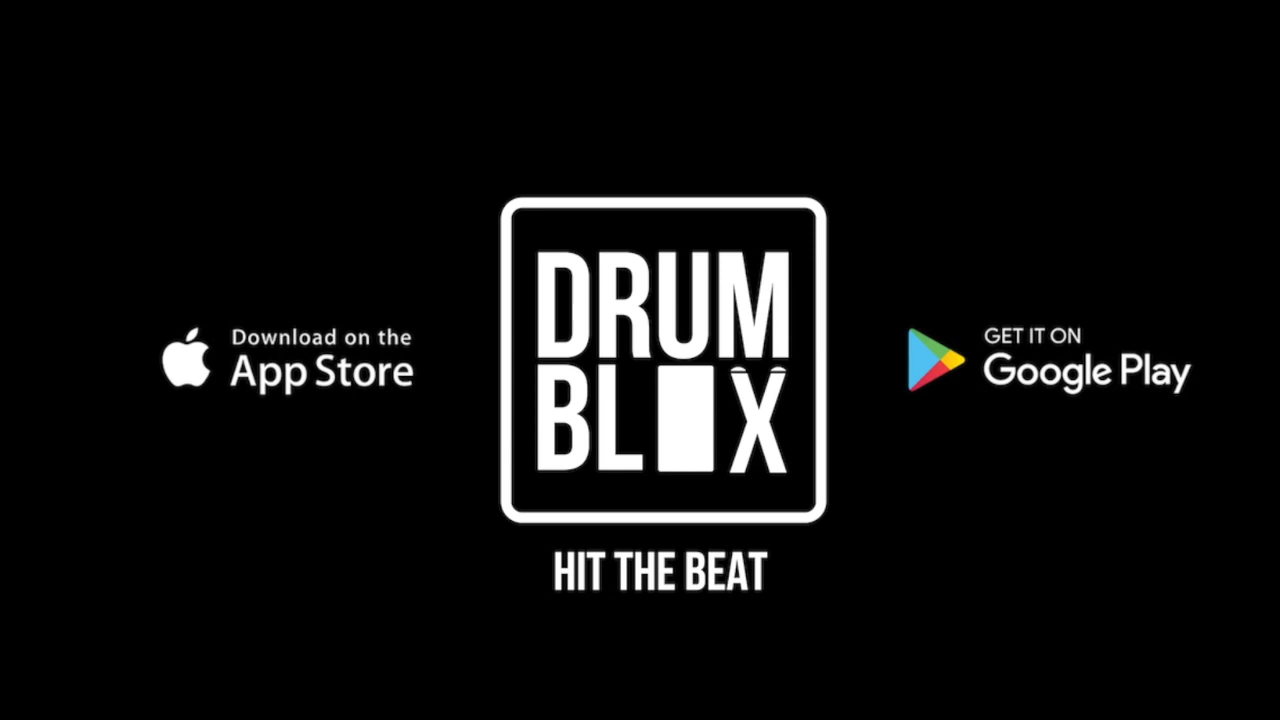 Download on the
App Store
DRUM
BLOX
HIT THE BEAT
GET IT ON
Google Play